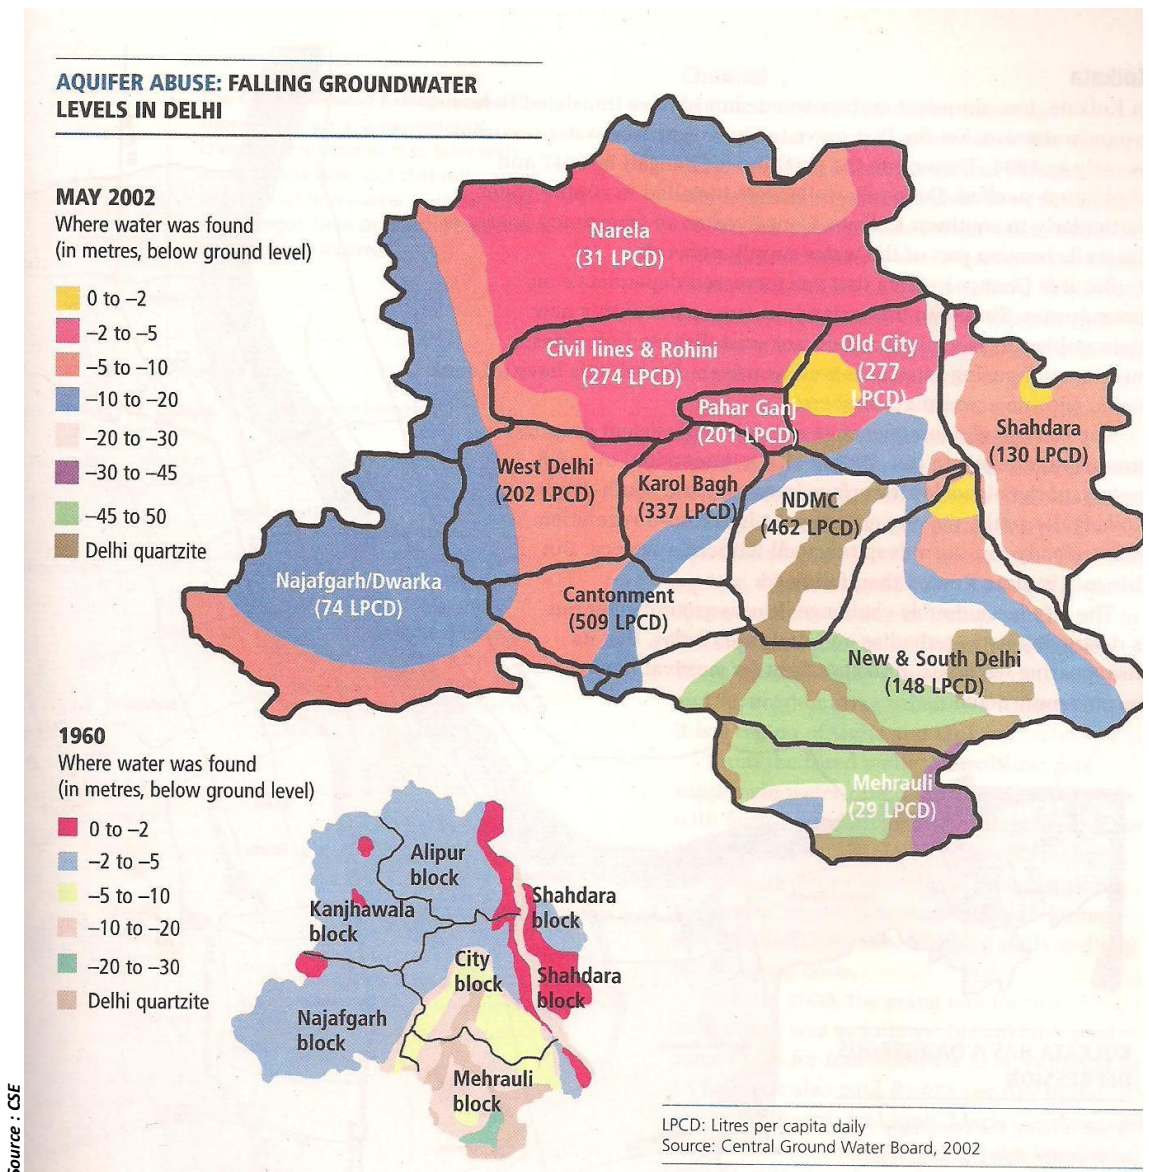 AQUIFER ABUSE: FALLING GROUNDWATER
LEVELS IN DELHI
MAY 2002
Where water was found
(in metres, below ground level)
0 to –2
–2 to –5
–5 to –10
–10 to –20
–20 to –30
–30 to –45
–45 to 50
Delhi quartzite
Narela
(31 LPCD)
Civil lines & Rohini
(274 LPCD)
Old City
(277
LPCD)
Pahar Ganj
(201 LPCD)
Shahdara
(130 LPCD)
West Delhi
(202 LPCD)
Karol Bagh
(337 LPCD)
NDMC
(462 LPCD)
Najafgarh/Dwarka
(74 LPCD)
Cantonment
(509 LPCD)
New & South Delhi
(148 LPCD)
Mehrauli
(29 LPCD)
1960
Where water was found
(in metres, below ground level)
0 to –2
–2 to –5
–5 to –10
–10 to –20
–20 to –30
Delhi quartzite
Alipur
block
Kanjhawala
block
Shahdara
block
City
block
Shahdara
block
Najafgarh
block
Mehrauli
block
LPCD: Litres per capita daily
Source: Central Ground Water Board, 2002
Source : CSE